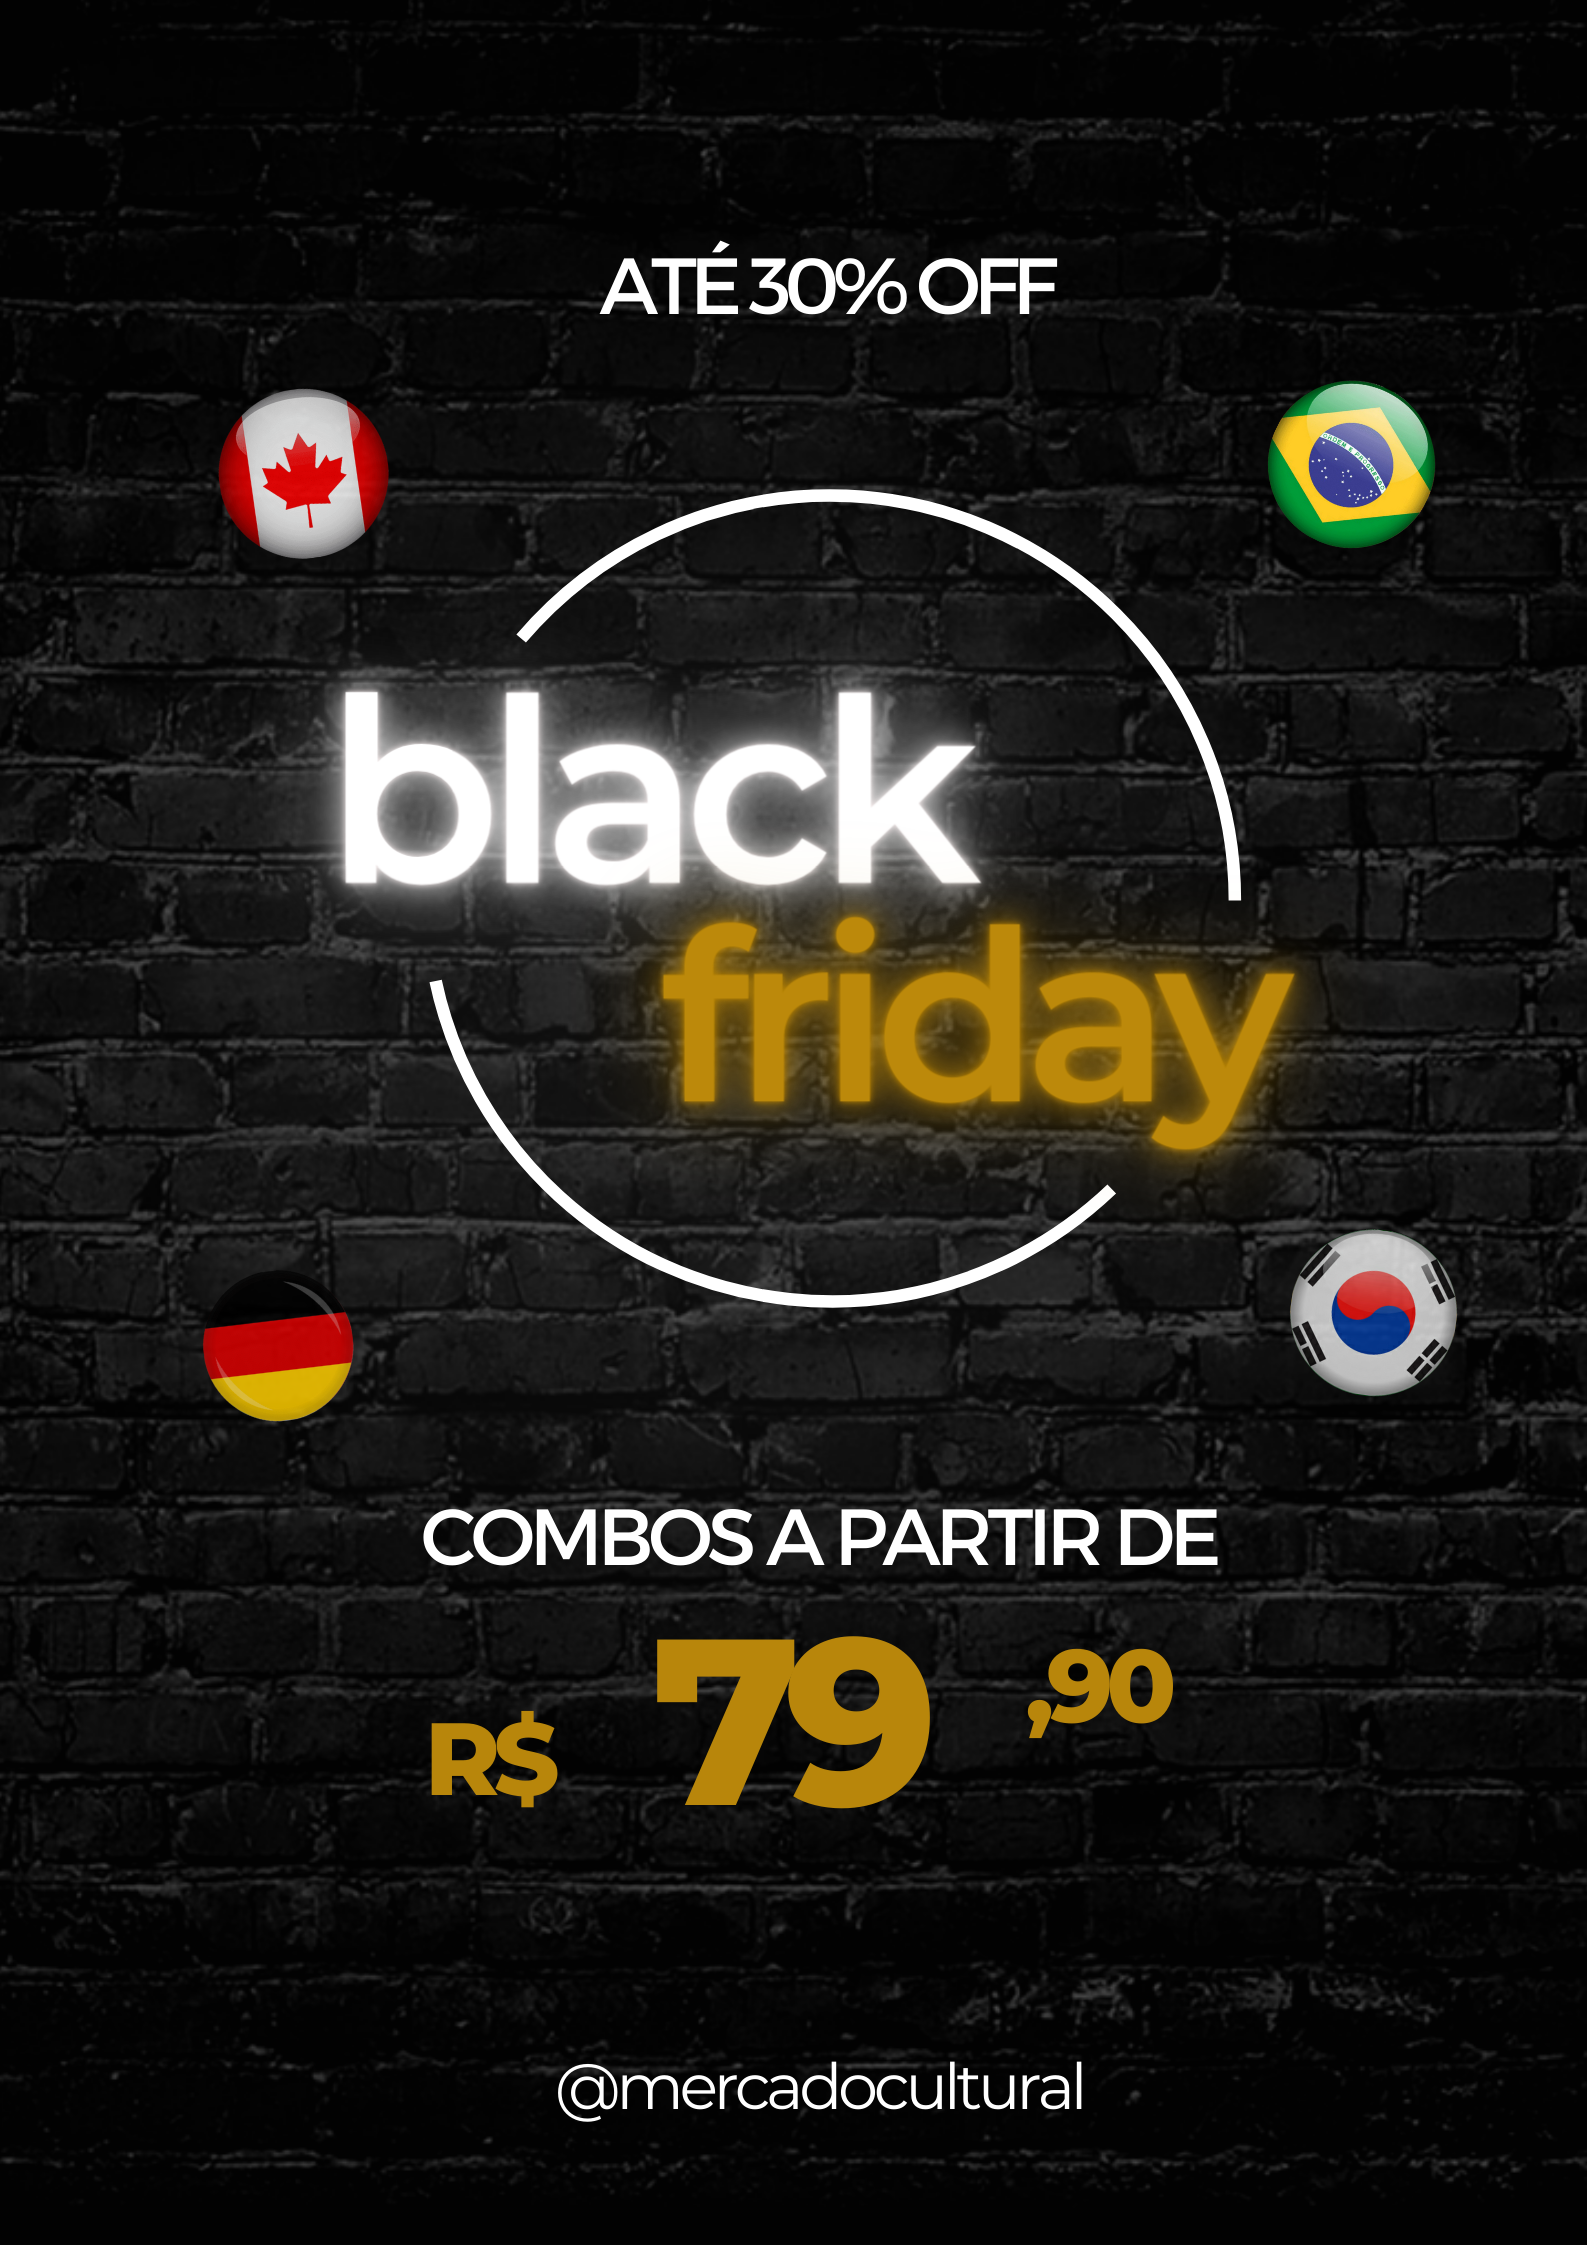 ATÉ 30% OFF
black
friday
COMBOS A PARTIR DE
R$ 79 ,90
@mercadocultural